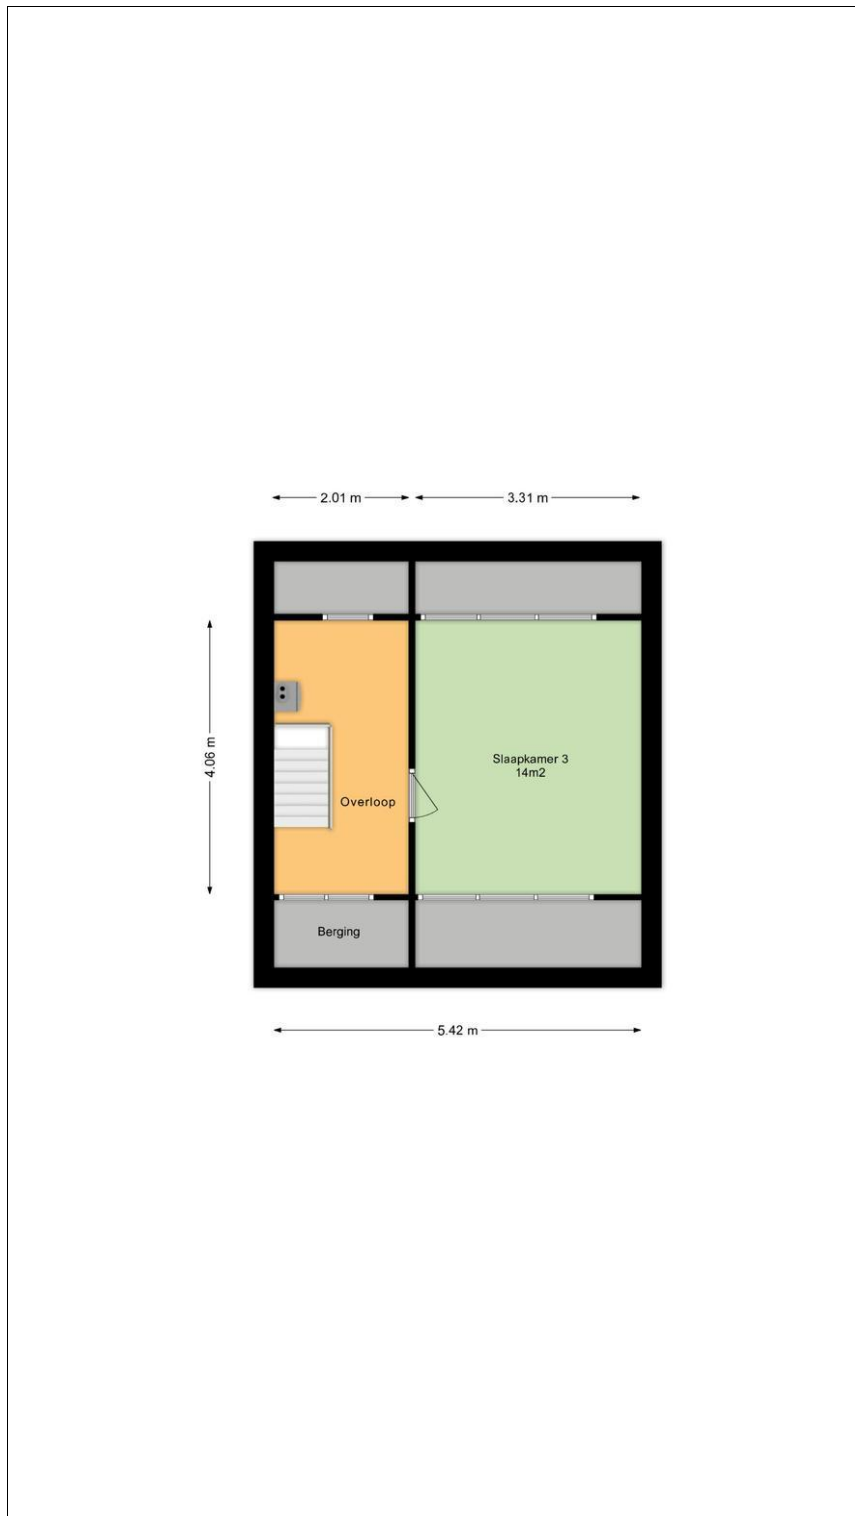 2.01 m
3.31 m
4.06 m
Slaapkamer 3
14m2
Overloop
Berging
5.42 m